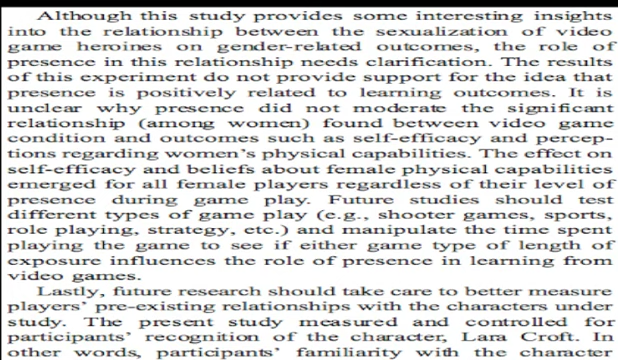 Although this study provides some interesting insights
into the relationship between the sexualization of video
game heroines on gender-related outcomes, the role of
presence in this relationship needs clarification. The results
of this experiment do not provide support for the idea that
presence is positively related to learning outcomes. It is
unclear why presence did not moderate the significant
relationship (among women) found between video game
condition and outcomes such as self-efficacy and percep-
tions regarding women's physical capabilities. The effect on
self-efficacy and beliefs about female physical capabilities
emerged for all female players regardless of their level of
presence during game play. Future studies should test
different types of game play (e.g., shooter games, sports,
role playing, strategy, etc.) and manipulate the time spent
playing the game to see if either game type of length of
exposure influences the role of presence in learning from
video games.
Lastly, future research should take care to better measure
players' pre-existing relationships with the characters under
study. The present study measured and controlled for
participants' recognition of the character, Lara Croft. In
other words, participants' familiarity with the character